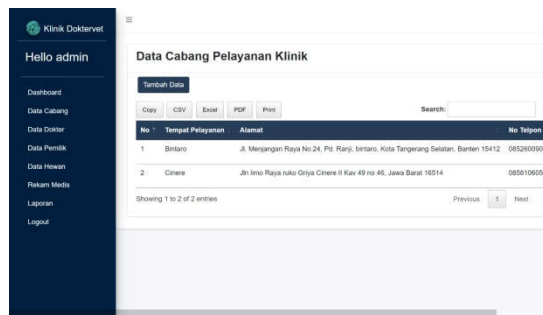 Klinik Doktervet
Hello admin
Dashboard
Data Cabang
Data Dokter
Data Pemilik
Data Hewan
Rekam Medis
Laporan
Logout
Data Cabang Pelayanan Klinik
Tambah Data
Copy CSV Excel PDF Print Search:
No Tempat Pelayanan Alamat No Telpon
1 Bintaro Jl. Menjangan Raya No.24, Pd. Ranji, bintaro, Kota Tangerang Selatan, Banten 15412 085260090
2 Cinere Jln limo Raya ruko Griya Cinere II Kav 49 no 46, Jawa Barat 16514 085810605
Showing 1 to 2 of 2 entries Previous 1 Next